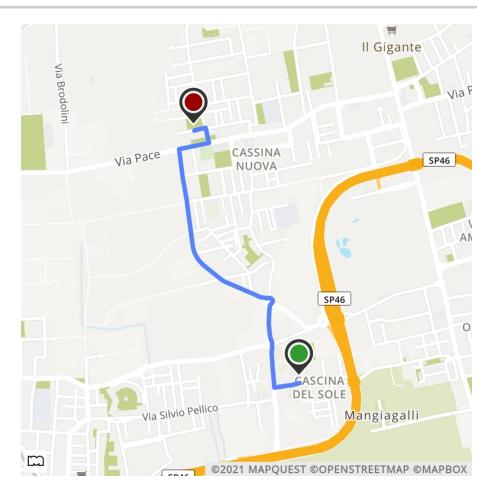 Il Gigante
Via Brodolini
Via Pace
CASSINA
NUOVA
SP46
SP46
CASCINA
DEL SOLE
Mangiagalli
Via Silvio Pellico
©2021 MAPQUEST ©OPENSTREETMAP ©MAPBOX